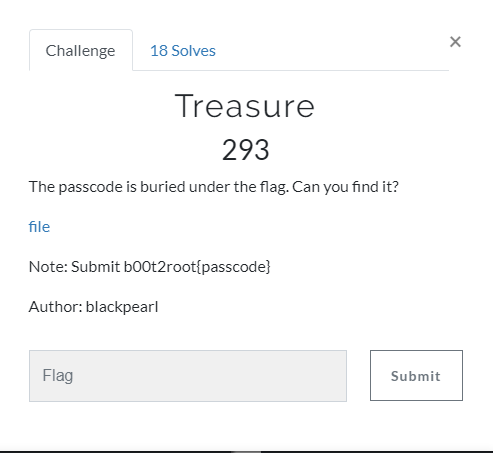 Challenge
18 Solves
×
Treasure
293
The passcode is buried under the flag. Can you find it?
file
Note: Submit b00t2root{passcode}
Author: blackpearl
Flag
Submit